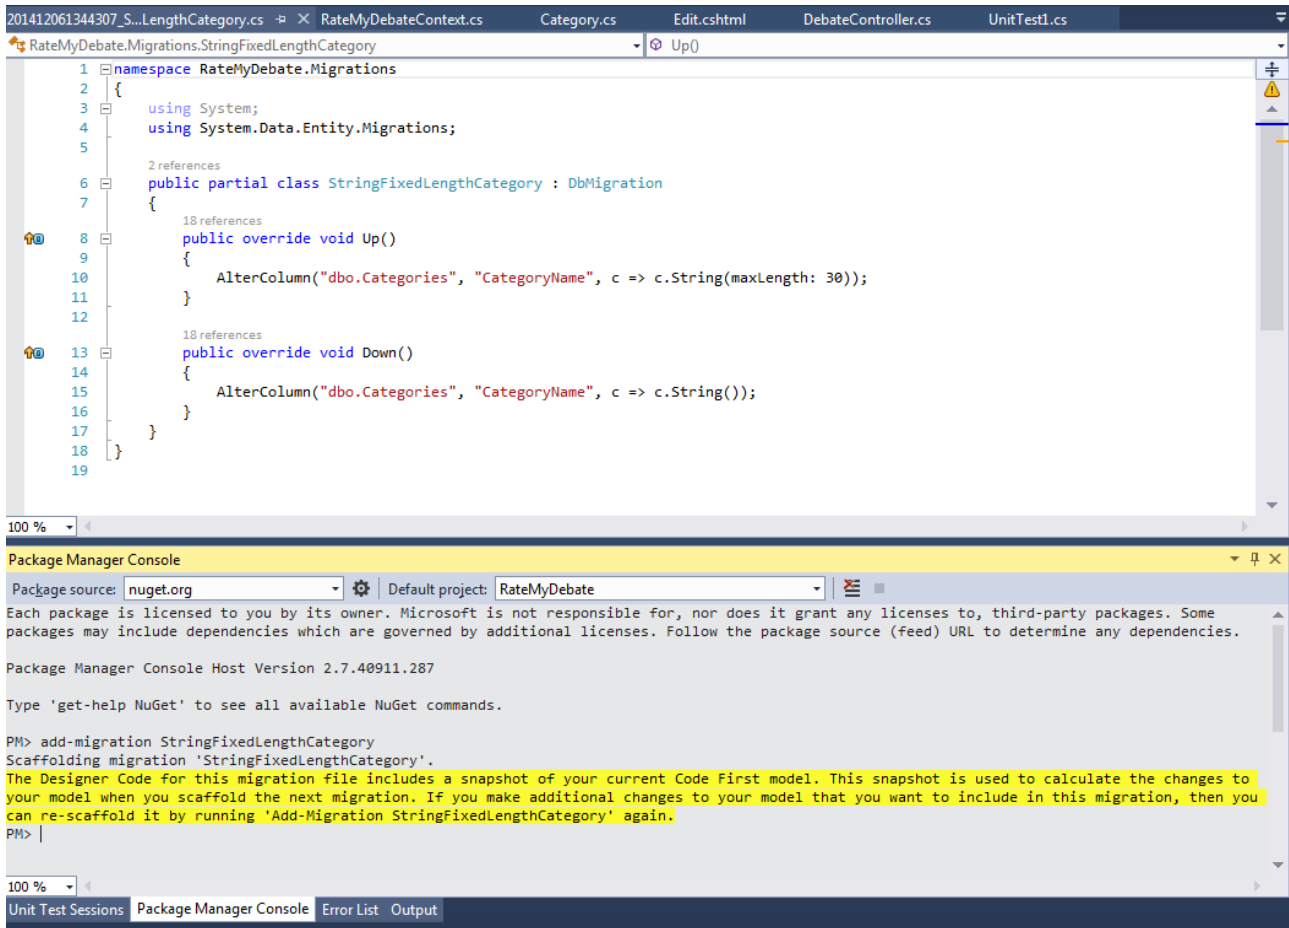 201412061344307_S...LengthCategory.cs RateMyDebateContext.cs Category.cs Edit.cshtml DebateController.cs UnitTest1.cs
RateMyDebate.Migrations.StringFixedLengthCategory Up()
1 namespace RateMyDebate.Migrations
2 {
3 using System;
4 using System.Data.Entity.Migrations;
5
2 references
6 public partial class StringFixedLengthCategory : DbMigration
7 {
18 references
8 public override void Up()
9 {
10 AlterColumn("dbo.Categories", "CategoryName", c => c.String(maxLength: 30));
11 }
12
18 references
13 public override void Down()
14 {
15 AlterColumn("dbo.Categories", "CategoryName", c => c.String());
16 }
17 }
18 }
19
100 %
Package Manager Console
Package source: nuget.org Default project: RateMyDebate
Each package is licensed to you by its owner. Microsoft is not responsible for, nor does it grant any licenses to, third-party packages. Some
packages may include dependencies which are governed by additional licenses. Follow the package source (feed) URL to determine any dependencies.
Package Manager Console Host Version 2.7.40911.287
Type 'get-help NuGet' to see all available NuGet commands.
PM> add-migration StringFixedLengthCategory
Scaffolding migration 'StringFixedLengthCategory'.
The Designer Code for this migration file includes a snapshot of your current Code First model. This snapshot is used to calculate the changes to
your model when you scaffold the next migration. If you make additional changes to your model that you want to include in this migration, then you
can re-scaffold it by running 'Add-Migration StringFixedLengthCategory' again.
PM>
100 %
Unit Test Sessions Package Manager Console Error List Output